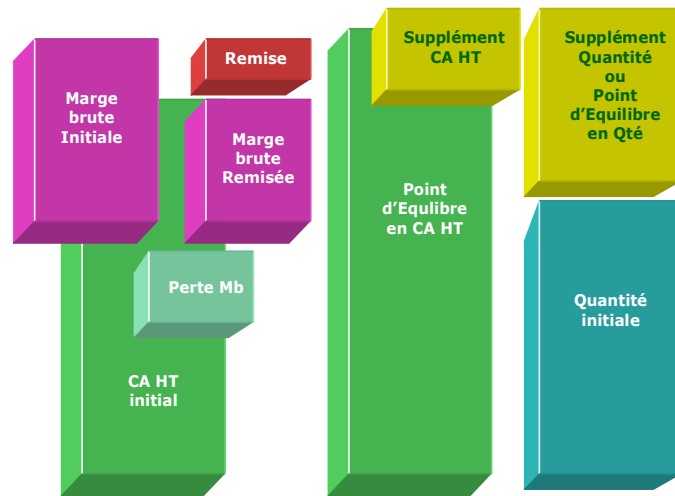 Marge
brute
Initiale
Remise
Marge
brute
Remisée
Perte Mb
CA HT
initial
Supplément
CA HT
Point
d’Equlibre
en CA HT
Supplément
Quantité
ou
Point
d’Equilibre
en Qté
Quantité
initiale